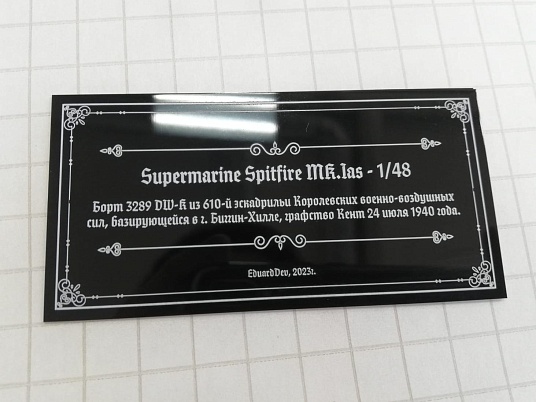 Supermarine Spitfire Mk.Ias - 1/48
Борт 3289 DW-K из 610-й эскадрильи Королевских военно-воздушных
сил, базирующейся в г. Биггин-Хилле, графство Кент 24 июля 1940 года.
EduardDev, 2023г.